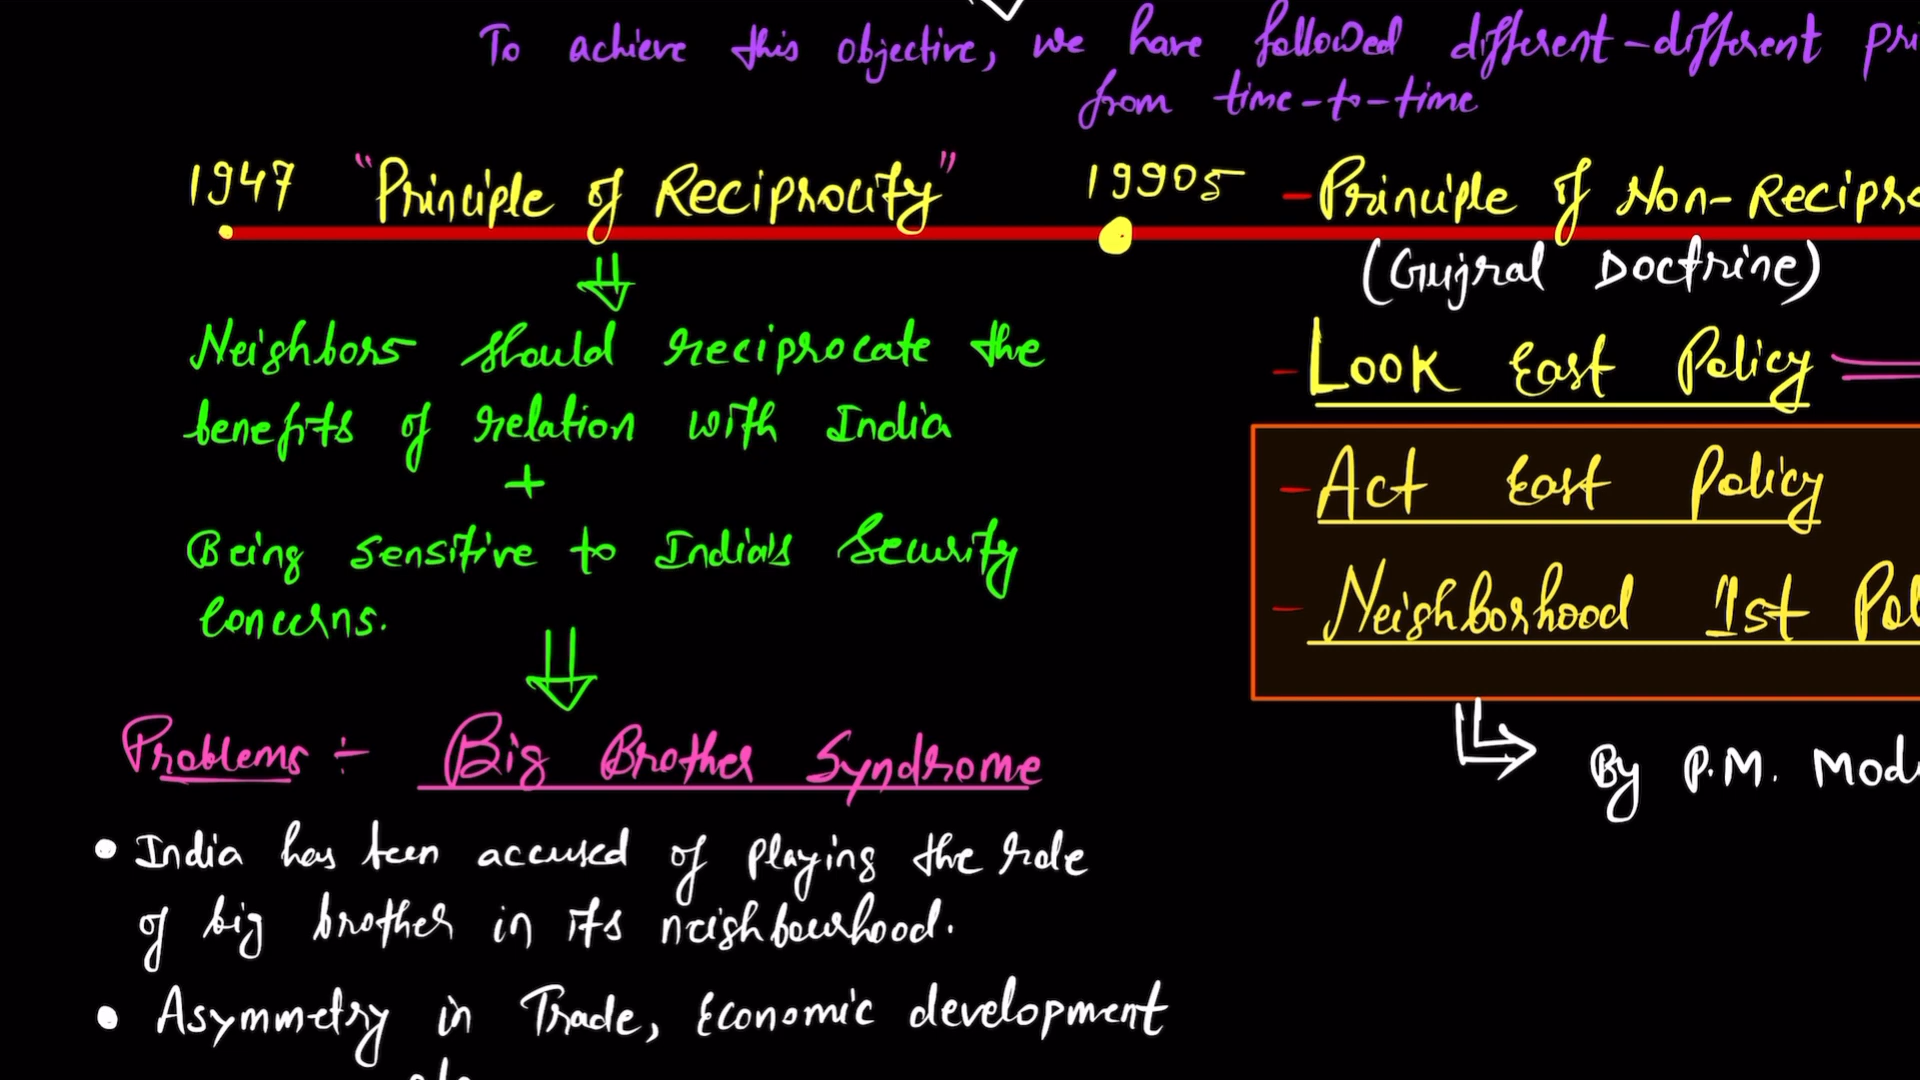 To achieve this objective, we have followed different-different
from time-to-time
1947 "Principle of Reciprocity" 1990s - Principle of Non-
(Gujral Doctrine)
Neighbors should reciprocate the
benefits of relation with India
+
Being sensitive to India's Security
Concerns.
- Look East Policy
- Act East Policy
- Neighborhood 1st
By P.M.
Problems :- Big Brother Syndrome
• India has been accused of playing the role
of big brother in its neighbourhood.
• Asymmetry in Trade, Economic development